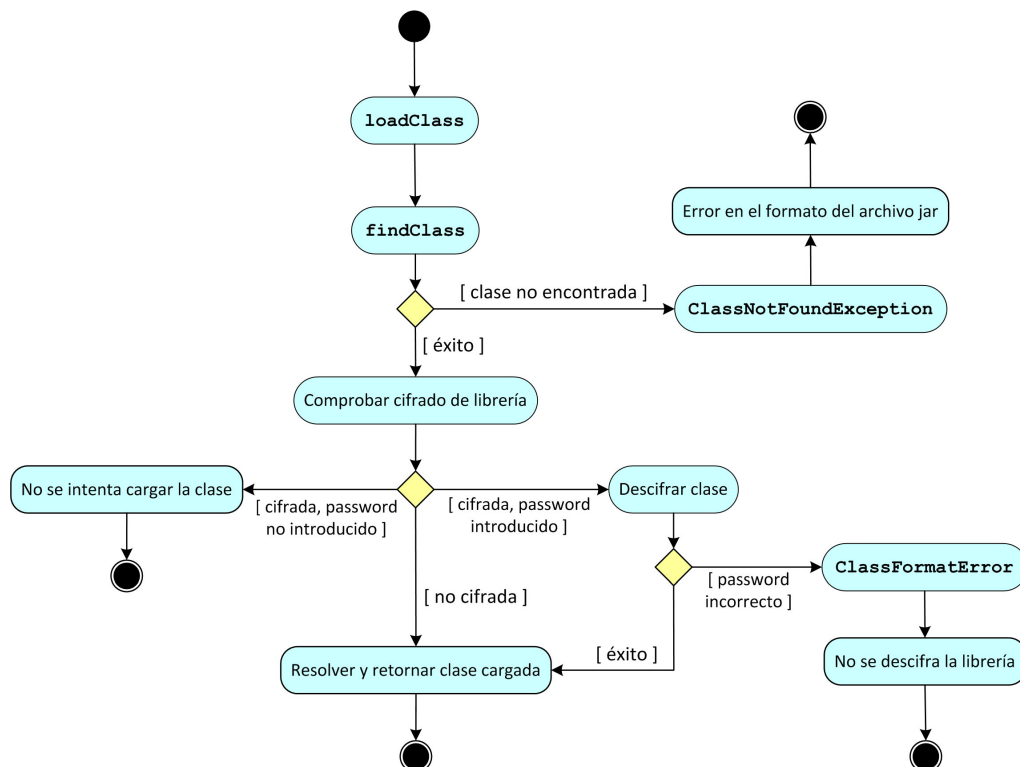 loadClass
findClass
Error en el formato del archivo jar
[ clase no encontrada ]
ClassNotFoundException
[ éxito ]
Comprobar cifrado de librería
No se intenta cargar la clase
[ cifrada, password
no introducido ]
[ cifrada, password
introducido ]
Descifrar clase
[ password
incorrecto ]
ClassFormatError
[ no cifrada ]
[ éxito ]
Resolver y retornar clase cargada
No se descifra la librería